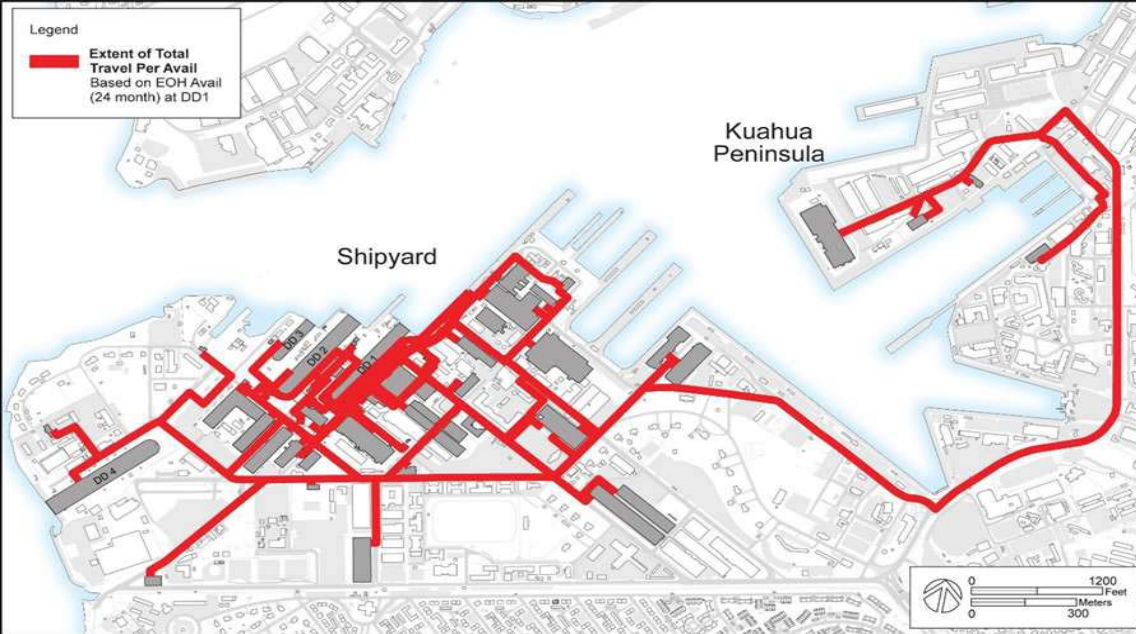 Legend
Extent of Total
Travel Per Avail
Based on EOH Avail
(24 month) at DD1
Kuahua
Peninsula
Shipyard
DD 3
DD 2
DD 1
DD 4
0 1200
Feet
Meters
0 300